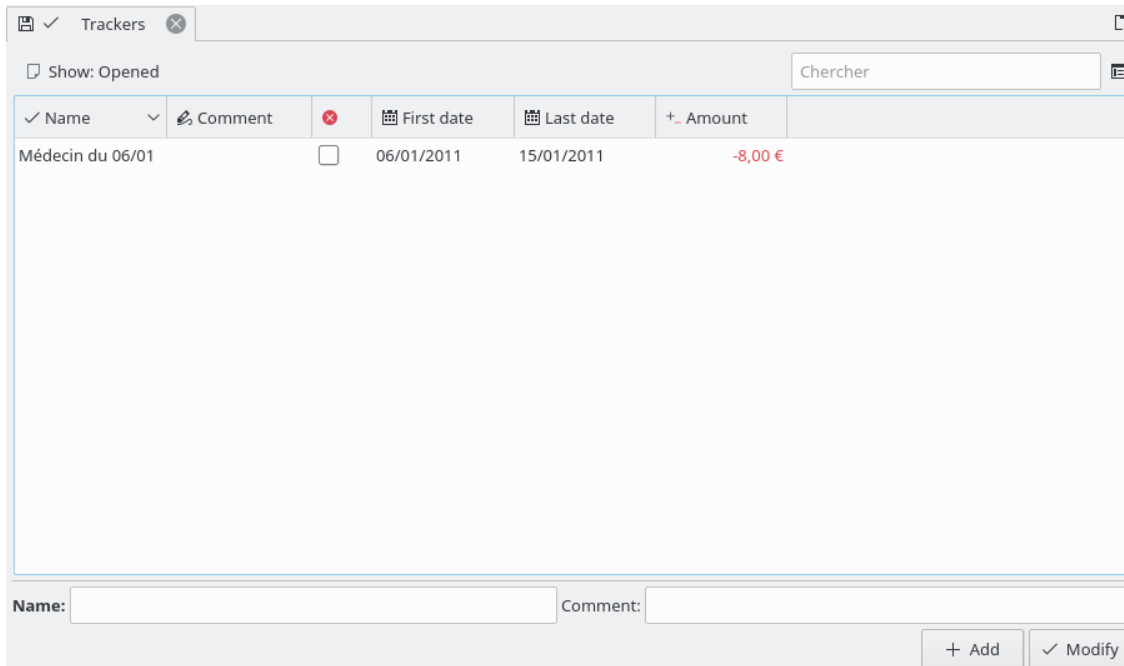 Trackers
Show: Opened
Chercher
Name Comment First date Last date Amount
Médecin du 06/01 06/01/2011 15/01/2011 -8,00 €
Name: Comment:
Add Modify